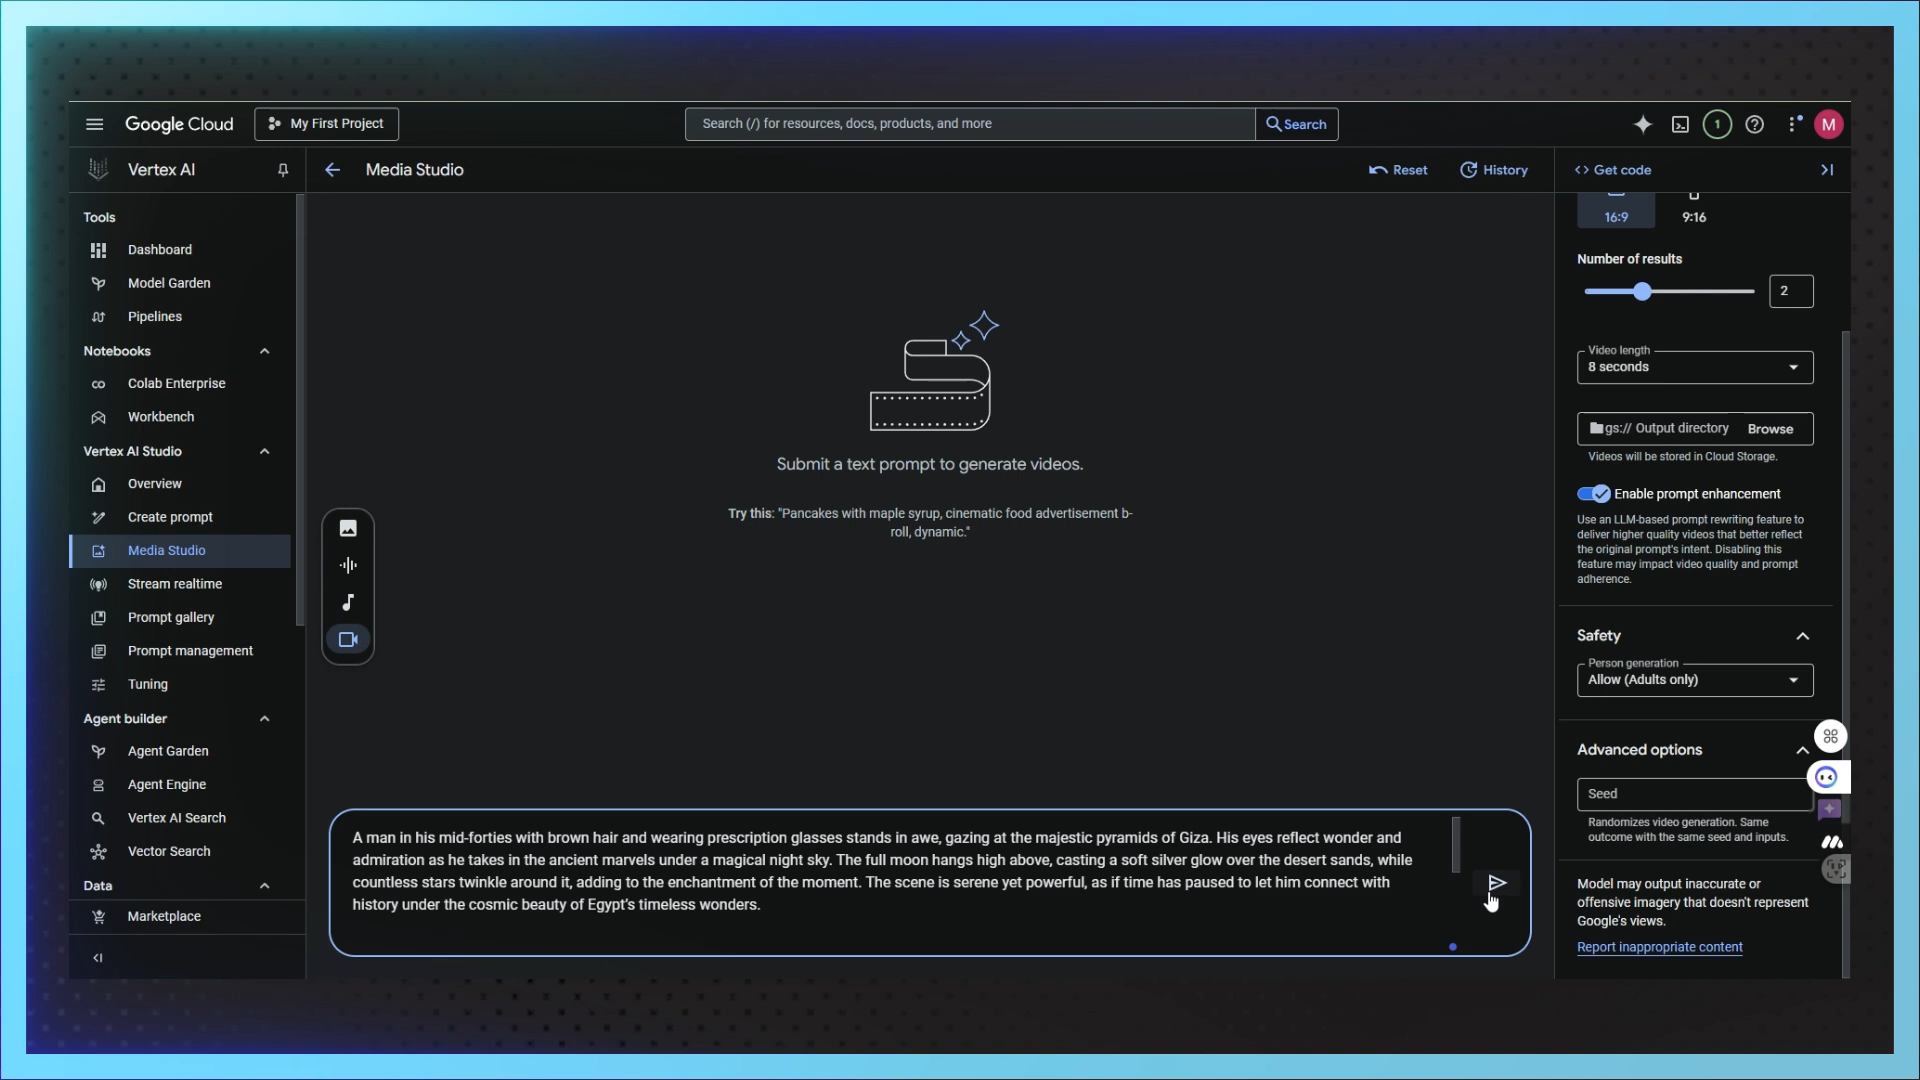 Google Cloud
My First Project
Search (/) for resources, docs, products, and more
Search
1
M
Vertex AI
Media Studio
Reset
History
Get code
Tools
Dashboard
Model Garden
Pipelines
Notebooks
Colab Enterprise
Workbench
Vertex AI Studio
Overview
Create prompt
Media Studio
Stream realtime
Prompt gallery
Prompt management
Tuning
Agent builder
Agent Garden
Agent Engine
Vertex AI Search
Vector Search
Data
Marketplace
Submit a text prompt to generate videos.
Try this: "Pancakes with maple syrup, cinematic food advertisement b-
roll, dynamic."
A man in his mid-forties with brown hair and wearing prescription glasses stands in awe, gazing at the majestic pyramids of Giza. His eyes reflect wonder and
admiration as he takes in the ancient marvels under a magical night sky. The full moon hangs high above, casting a soft silver glow over the desert sands, while
countless stars twinkle around it, adding to the enchantment of the moment. The scene is serene yet powerful, as if time has paused to let him connect with
history under the cosmic beauty of Egypt's timeless wonders.
16:9
9:16
Number of results
2
Video length
8 seconds
gs:// Output directory
Browse
Videos will be stored in Cloud Storage.
Enable prompt enhancement
Use an LLM-based prompt rewriting feature to
deliver higher quality videos that better reflect
the original prompt's intent. Disabling this
feature may impact video quality and prompt
adherence.
Safety
Person generation
Allow (Adults only)
Advanced options
Seed
Randomizes video generation. Same
outcome with the same seed and inputs.
Model may output inaccurate or
offensive imagery that doesn't represent
Google's views.
Report inappropriate content